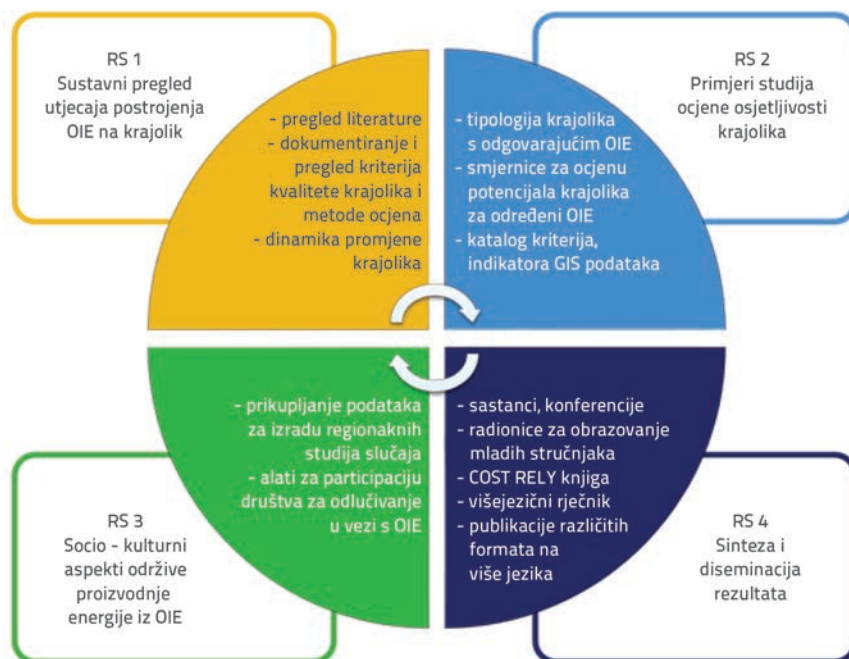 RS 1
Sustavni pregled
utjecaja postrojenja
OIE na krajolik
- pregled literature
- dokumentiranje i
pregled kriterija
kvalitete krajolika i
metode ocjena
- dinamika promjene
krajolika
RS 2
Primjeri studija
ocjene osjetljivosti
krajolika
- tipologija krajolika
s odgovarajućim OIE
- smjernice za ocjenu
potencijala krajolika
za određeni OIE
- katalog kriterija,
indikatora GIS podataka
RS 3
Socio - kulturni
aspekti održive
proizvodnje
energije iz OIE
- prikupljanje podataka
za izradu regionaknih
studija slučaja
- alati za participaciju
društva za odlučivanje
u vezi s OIE
- sastanci, konferencije
- radionice za obrazovanje
mladih stručnjaka
- COST RELY knjiga
- višejezični rječnik
- publikacije različitih
formata na
više jezika
RS 4
Sinteza i
diseminacija
rezultata